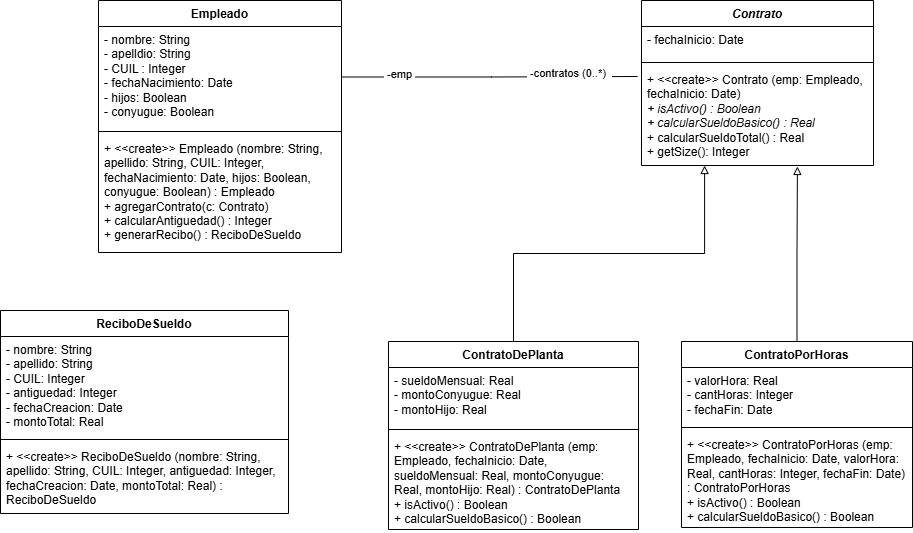 Empleado
- nombre: String
- apelldio: String
- CUIL : Integer
- fechaNacimiento: Date
- hijos: Boolean
- conyugue: Boolean
+ <<create>> Empleado (nombre: String,
apellido: String, CUIL: Integer,
fechaNacimiento: Date, hijos: Boolean,
conyugue: Boolean) : Empleado
+ agregarContrato(c: Contrato)
+ calcularAntiguedad() : Integer
+ generarRecibo() : ReciboDeSueldo
-emp
-contratos (0..*)
Contrato
- fechaInicio: Date
+ <<create>> Contrato (emp: Empleado,
fechaInicio: Date)
+ isActivo() : Boolean
+ calcularSueldoBasico() : Real
+ calcularSueldoTotal() : Real
+ getSize(): Integer
ReciboDeSueldo
- nombre: String
- apellido: String
- CUIL: Integer
- antiguedad: Integer
- fechaCreacion: Date
- montoTotal: Real
+ <<create>> ReciboDeSueldo (nombre: String,
apellido: String, CUIL: Integer, antiguedad: Integer,
fechaCreacion: Date, montoTotal: Real) :
ReciboDeSueldo
ContratoDePlanta
- sueldoMensual: Real
- montoConyugue: Real
- montoHijo: Real
+ <<create>> ContratoDePlanta (emp:
Empleado, fechaInicio: Date,
sueldoMensual: Real, montoConyugue:
Real, montoHijo: Real) : ContratoDePlanta
+ isActivo() : Boolean
+ calcularSueldoBasico() : Boolean
ContratoPorHoras
- valorHora: Real
- cantHoras: Integer
- fechaFin: Date
+ <<create>> ContratoPorHoras (emp:
Empleado, fechaInicio: Date, valorHora:
Real, cantHoras: Integer, fechaFin: Date)
: ContratoPorHoras
+ isActivo() : Boolean
+ calcularSueldoBasico() : Boolean